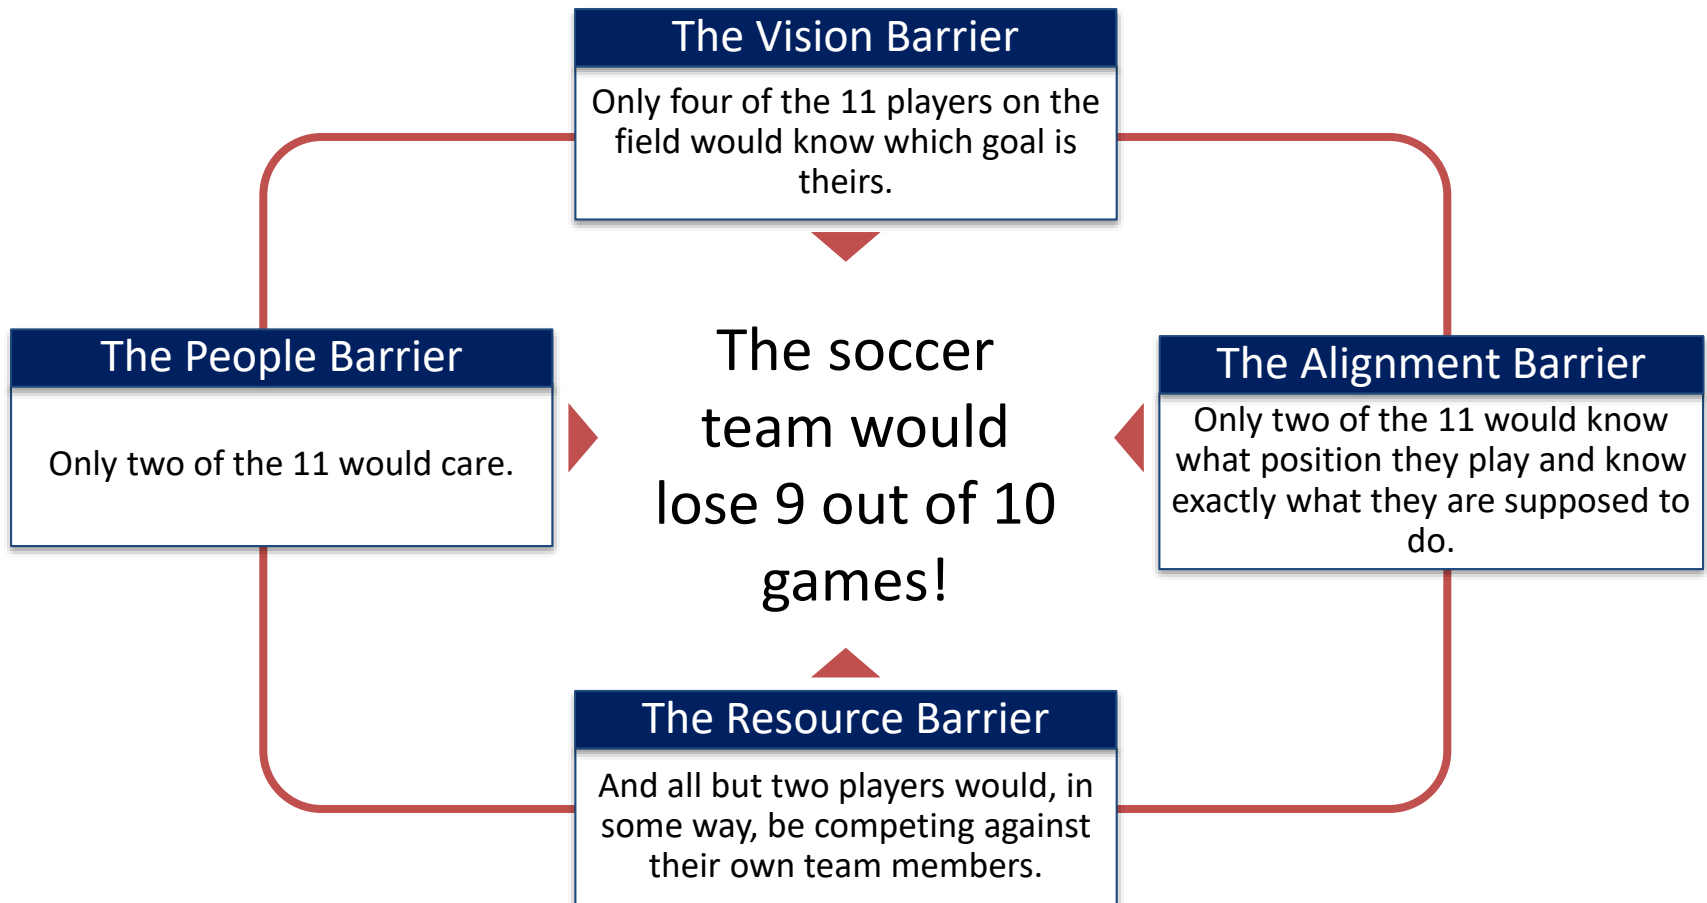 The Vision Barrier
Only four of the 11 players on the
field would know which goal is
theirs.
The People Barrier
Only two of the 11 would care.
The soccer
team would
lose 9 out of 10
games!
The Alignment Barrier
Only two of the 11 would know
what position they play and know
exactly what they are supposed to
do.
The Resource Barrier
And all but two players would, in
some way, be competing against
their own team members.